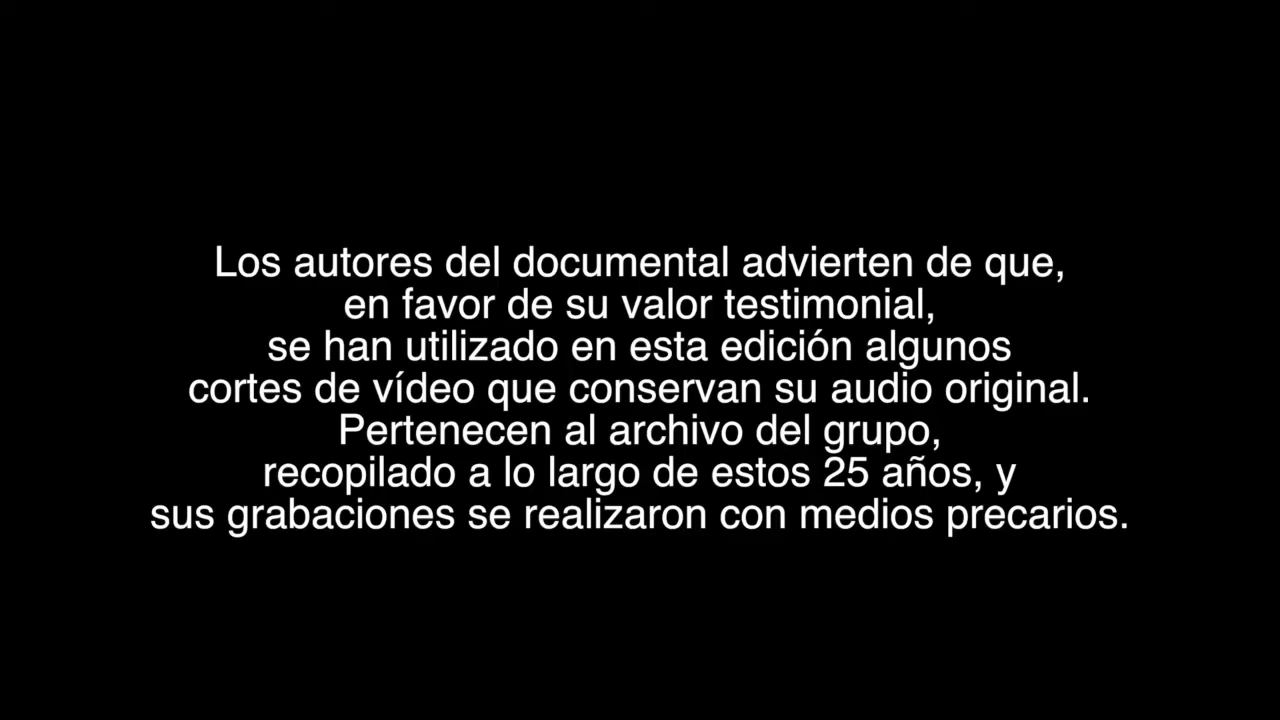 Los autores del documental advierten de que,
en favor de su valor testimonial,
se han utilizado en esta edición algunos
cortes de vídeo que conservan su audio original.
Pertenecen al archivo del grupo,
recopilado a lo largo de estos 25 años, y
sus grabaciones se realizaron con medios precarios.